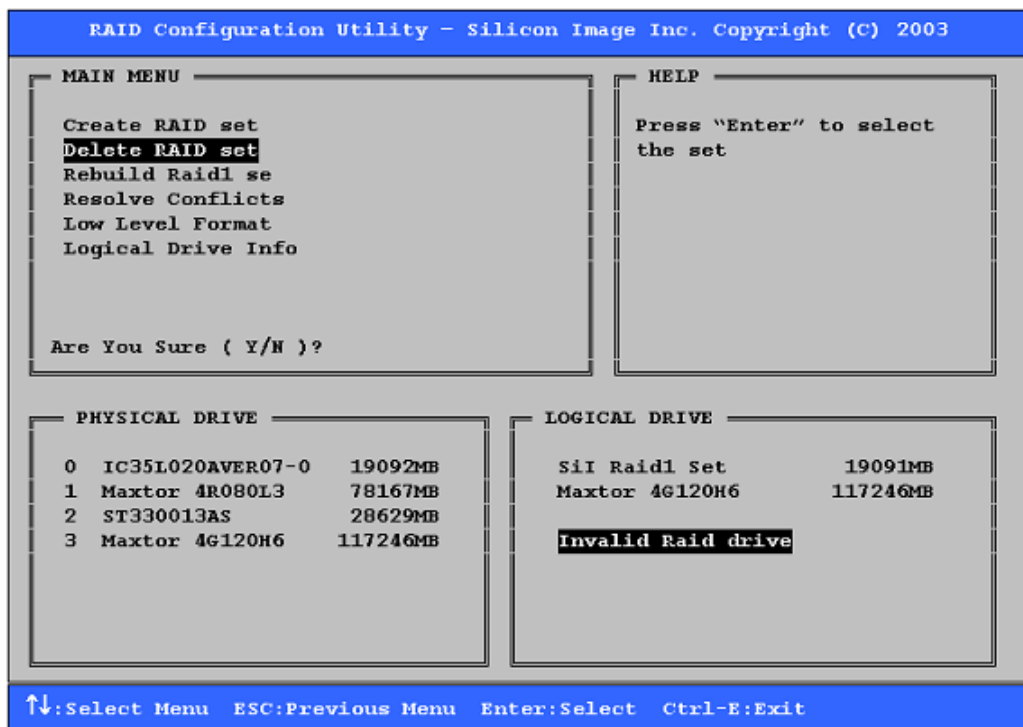 RAID Configuration Utility - Silicon Image Inc. Copyright (C) 2003
MAIN MENU
Create RAID set
Delete RAID set
Rebuild Raid1 se
Resolve Conflicts
Low Level Format
Logical Drive Info
Are You Sure ( Y/N )?
HELP
Press “Enter” to select
the set
PHYSICAL DRIVE
0 IC35L020AVER07-0 19092MB
1 Maxtor 4R080L3 78167MB
2 ST330013AS 28629MB
3 Maxtor 4G120H6 117246MB
LOGICAL DRIVE
SiI Raid1 Set 19091MB
Maxtor 4G120H6 117246MB
Invalid Raid drive
↑↓:Select Menu ESC:Previous Menu Enter:Select Ctrl-E:Exit